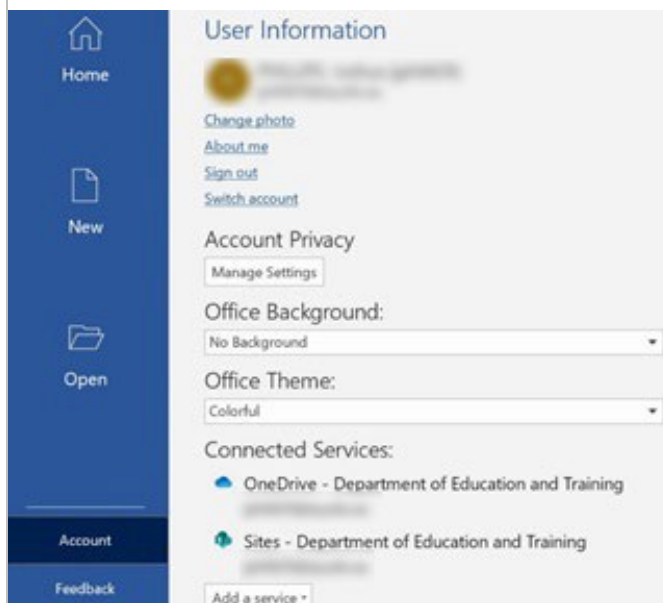 Home
New
Open
Account
Feedback
User Information
Change photo
About me
Sign out
Switch account
Account Privacy
Manage Settings
Office Background:
No Background
Office Theme:
Colorful
Connected Services:
OneDrive - Department of Education and Training
Sites - Department of Education and Training
Add a service